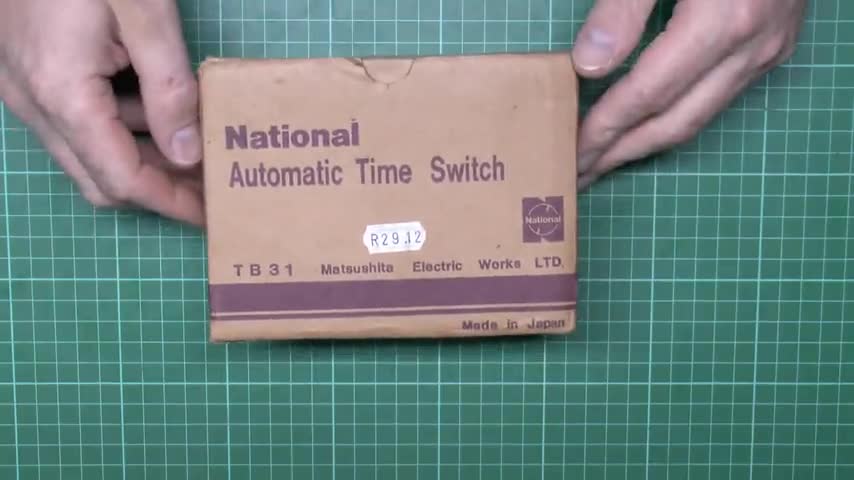 National
Automatic Time Switch
National
R29.12
TB31 Matsushita Electric Works LTD.
Made in Japan